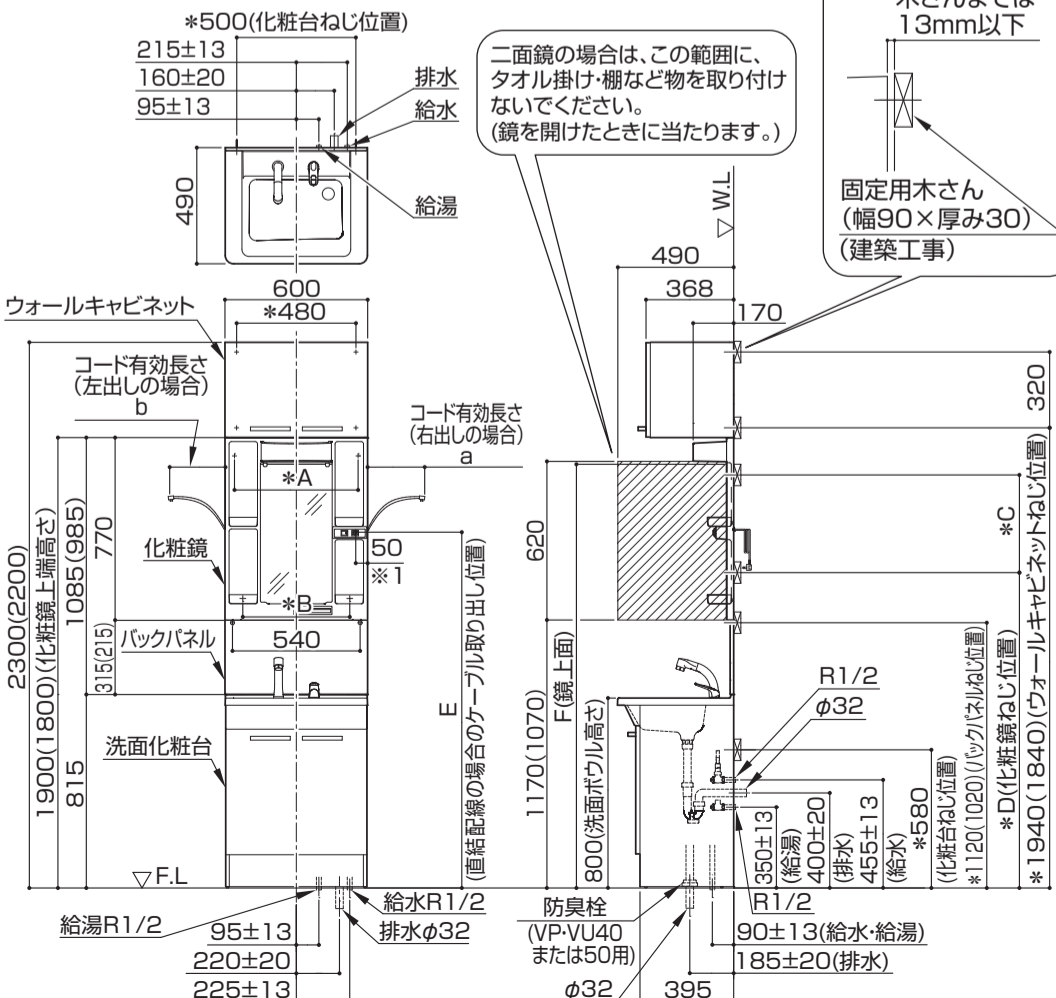 *500(化粧台ねじ位置)
215±13
160±20
95±13
排水
給水
給湯
490
二面鏡の場合は、この範囲に、
タオル掛け・棚など物を取り付け
ないでください。
(鏡を開けたときに当たります。)
13mm以下
固定用木さん
(幅90×厚み30)
(建築工事)
▽W.L
600
*480
ウォールキャビネット
コード有効長さ
(左出しの場合)
b
コード有効長さ
(右出しの場合)
a
*A
化粧鏡
50
※1
*B
バックパネル
540
洗面化粧台
2300(2200)
1900(1800)(化粧鏡上端高さ)
1085(985)
770
315(215)
815
E
(直結配線の場合のケーブル取り出し位置)
▽F.L
給湯R1/2
給水R1/2
排水φ32
95±13
220±20
225±13
490
368
170
320
620
1170(1070)
F(鏡上面)
800(洗面ボウル高さ)
R1/2
φ32
350±13
(給湯)
400±20
(排水)
455±13
(給水)
*580
(化粧台ねじ位置)
*1120(1020)(バックパネルねじ位置)
*C
*D(化粧鏡ねじ位置)
*1940(1840)(ウォールキャビネットねじ位置)
R1/2
防臭栓
(VP・VU40
または50用)
90±13(給水・給湯)
185±20(排水)
φ32
395